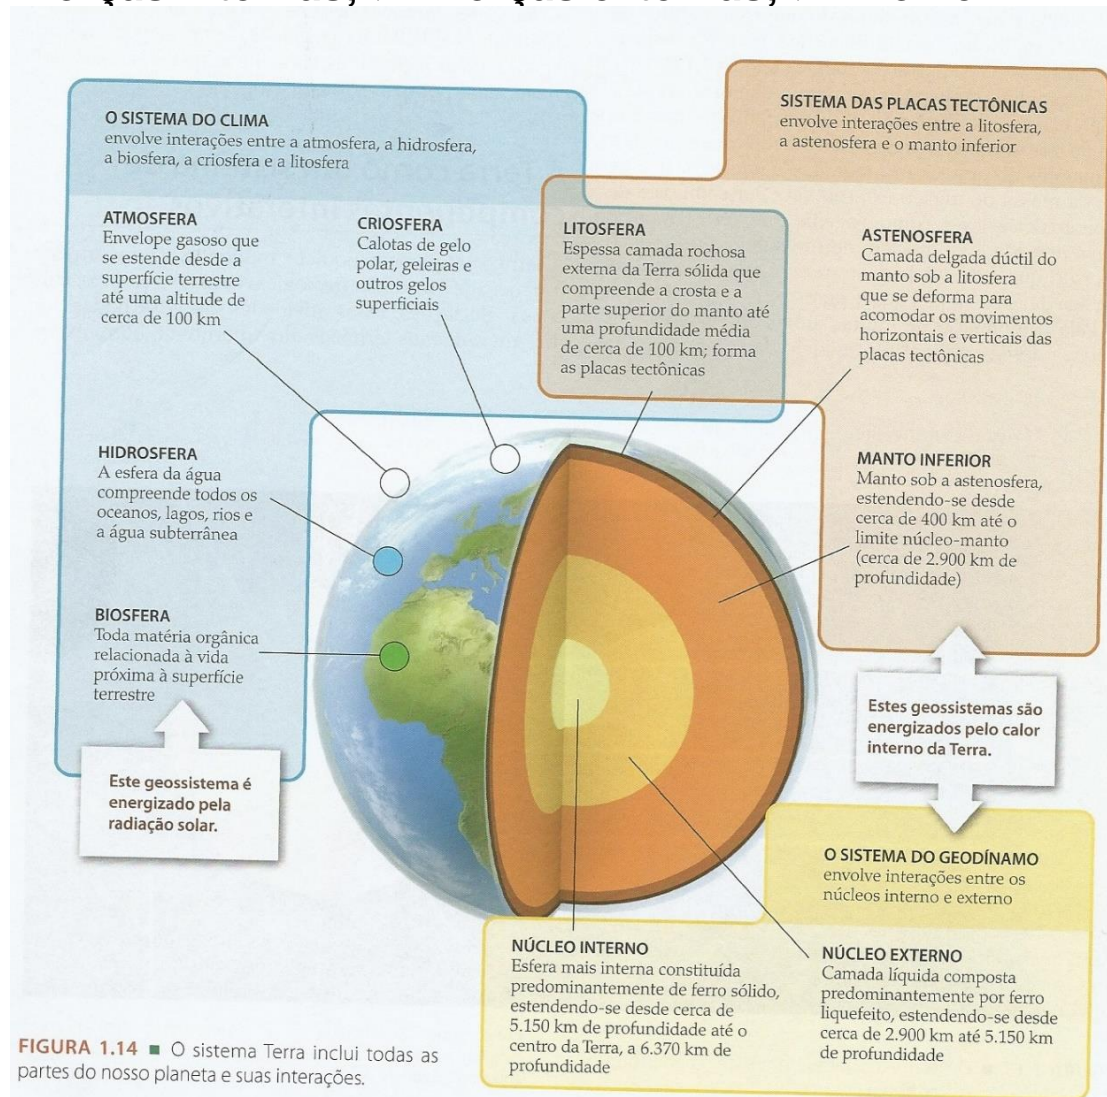 O SISTEMA DO CLIMA
envolve interações entre a atmosfera, a hidrosfera,
a biosfera, a criosfera e a litosfera
SISTEMA DAS PLACAS TECTÔNICAS
envolve interações entre a litosfera,
a astenosfera e o manto inferior
ATMOSFERA
Envelope gasoso que
se estende desde a
superfície terrestre
até uma altitude de
cerca de 100 km
CRIOSFERA
Calotas de gelo
polar, geleiras e
outros gelos
superficiais
LITOSFERA
Espessa camada rochosa
externa da Terra sólida que
compreende a crosta e a
parte superior do manto até
uma profundidade média
de cerca de 100 km; forma
as placas tectônicas
ASTENOSFERA
Camada delgada dúctil do
manto sob a litosfera
que se deforma para
acomodar os movimentos
horizontais e verticais das
placas tectônicas
HIDROSFERA
A esfera da água
compreende todos os
oceanos, lagos, rios e
a água subterrânea
MANTO INFERIOR
Manto sob a astenosfera,
estendendo-se desde
cerca de 400 km até o
limite núcleo-manto
(cerca de 2.900 km de
profundidade)
BIOSFERA
Toda matéria orgânica
relacionada à vida
próxima à superfície
terrestre
Este geossistema é
energizado pela
radiação solar.
Estes geossistemas são
energizados pelo calor
interno da Terra.
O SISTEMA DO GEODÍNAMO
envolve interações entre os
núcleos interno e externo
NÚCLEO INTERNO
Esfera mais interna constituída
predominantemente de ferro sólido,
estendendo-se desde cerca de
5.150 km de profundidade até o
centro da Terra, a 6.370 km de
profundidade
NÚCLEO EXTERNO
Camada líquida composta
predominantemente por ferro
liquefeito, estendendo-se desde
cerca de 2.900 km até 5.150 km
de profundidade
FIGURA 1.14 ■ O sistema Terra inclui todas as
partes do nosso planeta e suas interações.